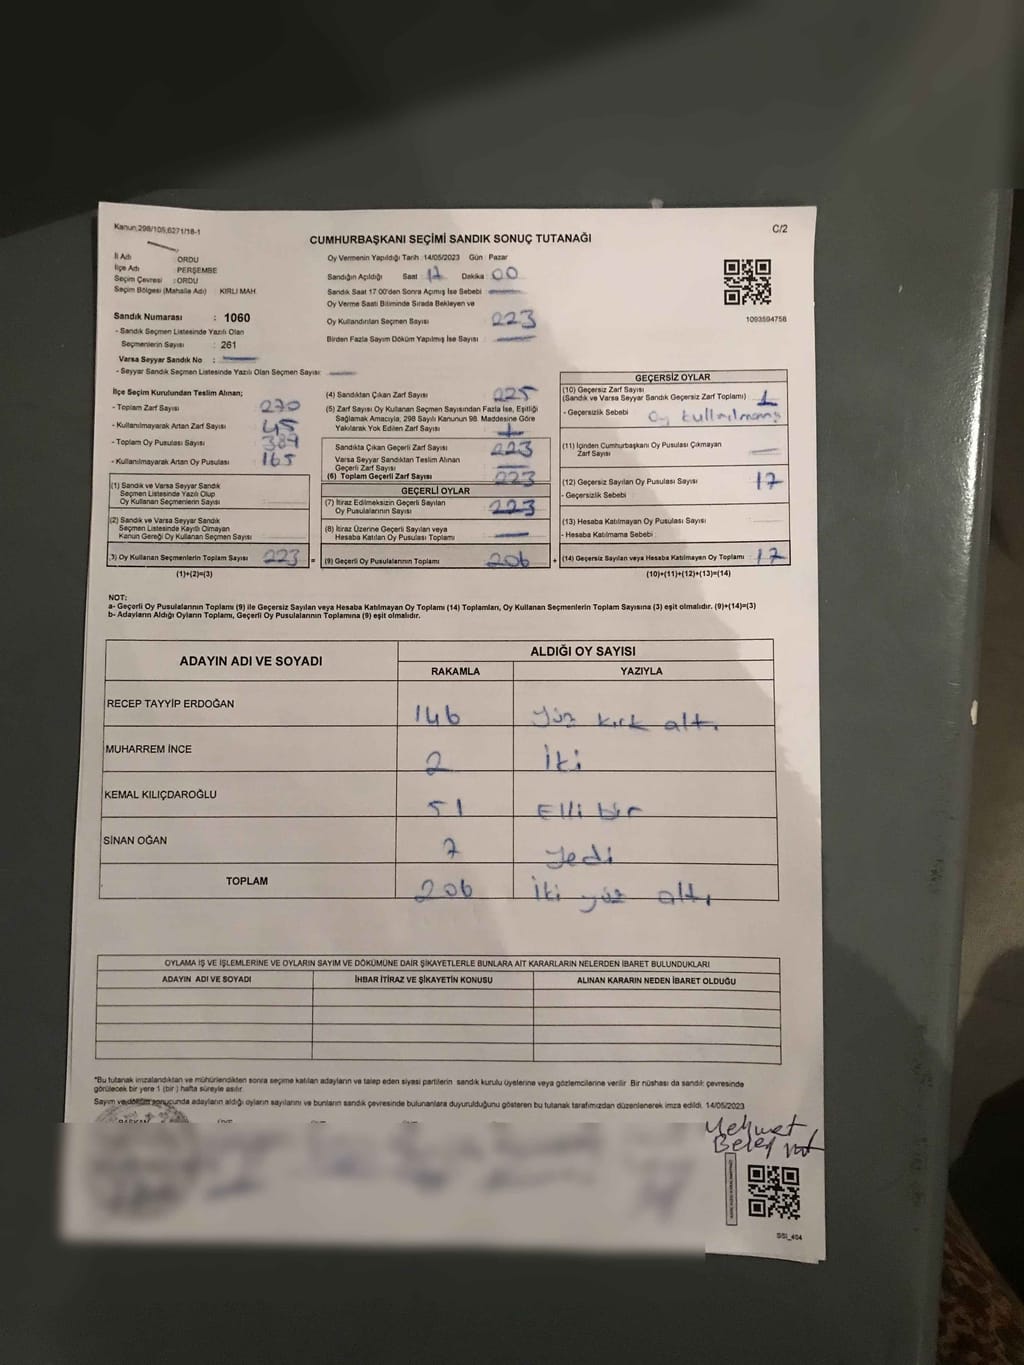 Kanun 298/105,6271/18-1
C/2
CUMHURBAŞKANI SEÇİMİ SANDIK SONUÇ TUTANAĞI
İl Adı : ORDU
İlçe Adı : PERŞEMBE
Seçim Çevresi : ORDU
Seçim Bölgesi (Mahalle Adı) : KIRLI MAH.
Sandık Numarası : 1060
- Sandık Seçmen Listesinde Yazılı Olan
Seçmenlerin Sayısı : 261
Varsa Seyyar Sandık No :
- Seyyar Sandık Seçmen Listesinde Yazılı Olan Seçmen Sayısı:
Oy Vermenin Yapıldığı Tarih : 14/05/2023 Gün : Pazar
Sandığın Açıldığı Saat 17 Dakika : 00
Sandık Saat 17:00'den Sonra Açımış İse Sebebi :
Oy Verme Saati Bitiminde Sırada Bekleyen ve
Oy Kullandırılan Seçmen Sayısı : 223
Birden Fazla Sayım Döküm Yapılmış İse Sayısı :
1093594758
İlçe Seçim Kurulundan Teslim Alınan;
- Toplam Zarf Sayısı : 270
- Kullanılmayarak Artan Zarf Sayısı : 45
- Toplam Oy Pusulası Sayısı : 389
- Kullanılmayarak Artan Oy Pusulası : 165
(1) Sandık ve Varsa Seyyar Sandık
Seçmen Listesinde Yazılı Olup
Oy Kullanan Seçmenlerin Sayısı
(2) Sandık ve Varsa Seyyar Sandık
Seçmen Listesinde Kayıtlı Olmayan
Kanun Gereği Oy Kullanan Seçmen Sayısı
3) Oy Kullanan Seçmenlerin Toplam Sayısı 223 =
(1)+(2)=(3)
(4) Sandıktan Çıkan Zarf Sayısı 225
(5) Zarf Sayısı Oy Kullanan Seçmen Sayısından Fazla İse, Eşitliği
Sağlamak Amacıyla; 298 Sayılı Kanunun 98. Maddesine Göre
Yakılarak Yok Edilen Zarf Sayısı :
Sandıkta Çıkan Geçerli Zarf Sayısı 223
Varsa Seyyar Sandıktan Teslim Alınan
Geçerli Zarf Sayısı
(6) Toplam Geçerli Zarf Sayısı 223
GEÇERLİ OYLAR
(7) İtiraz Edilmeksizin Geçerli Sayılan
Oy Pusulalarının Sayısı 223
(8) İtiraz Üzerine Geçerli Sayılan veya
Hesaba Katılan Oy Pusulası Toplamı
(9) Geçerli Oy Pusulalarının Toplamı 206 +
GEÇERSİZ OYLAR
(10) Geçersiz Zarf Sayısı
(Sandık ve Varsa Seyyar Sandık Geçersiz Zarf Toplamı) 1
- Geçersizlik Sebebi : Oy kullnılmamış
(11) İçinden Cumhurbaşkanı Oy Pusulası Çıkmayan
Zarf Sayısı
(12) Geçersiz Sayılan Oy Pusulası Sayısı 17
- Geçersizlik Sebebi :
(13) Hesaba Katılmayan Oy Pusulası Sayısı
- Hesaba Katılmama Sebebi :
(14) Geçersiz Sayılan veya Hesaba Katılmayan Oy Toplamı 17
(10)+(11)+(12)+(13)=(14)
NOT:
a- Geçerli Oy Pusulalarının Toplamı (9) ile Geçersiz Sayılan veya Hesaba Katılmayan Oy Toplamı (14) Toplamları, Oy Kullanan Seçmenlerin Toplam Sayısına (3) eşit olmalıdır. (9)+(14)=(3)
b- Adayların Aldığı Oyların Toplamı, Geçerli Oy Pusulalarının Toplamına (9) eşit olmalıdır.
ADAYIN ADI VE SOYADI
ALDIĞI OY SAYISI
RAKAMLA YAZIYLA
RECEP TAYYİP ERDOĞAN 146 yüz kırk altı
MUHARREM İNCE 2 İki
KEMAL KILIÇDAROĞLU 51 Elli bir
SİNAN OĞAN 7 Yedi
TOPLAM 206 İki yüz altı
OYLAMA İŞ VE İŞLEMLERİNE VE OYLARIN SAYIM VE DÖKÜMÜNE DAİR ŞİKAYETLERLE BUNLARA AİT KARARLARIN NELERDEN İBARET BULUNDUKLARI
ADAYIN ADI VE SOYADI İHBAR İTİRAZ VE ŞİKAYETİN KONUSU ALINAN KARARIN NEDEN İBARET OLDUĞU
*Bu tutanak imzalandıktan ve mühürlendikten sonra seçime katılan adayların ve talep eden siyasi partilerin sandık kurulu üyelerine veya gözlemcilerine verilir. Bir nüshası da sandık çevresinde
görülecek bir yere 1 (bir) hafta süreyle asılır.
Sayım ve döküm sonucunda adayların aldığı oyların sayılarını ve bunların sandık çevresinde bulunanlara duyurulduğunu gösteren bu tutanak tarafımızdan düzenlenerek imza edildi. 14/05/2023
BAŞKAN
Mehmet
SSİ_404